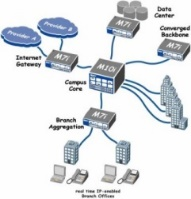 Provider A
Provider B
M7i
Internet
Gateway
Data
Center
M7i
Converged
Backbone
M7i
M10i
Campus
Core
M7i
Branch
Aggregation
real time IP-enabled
Branch Offices